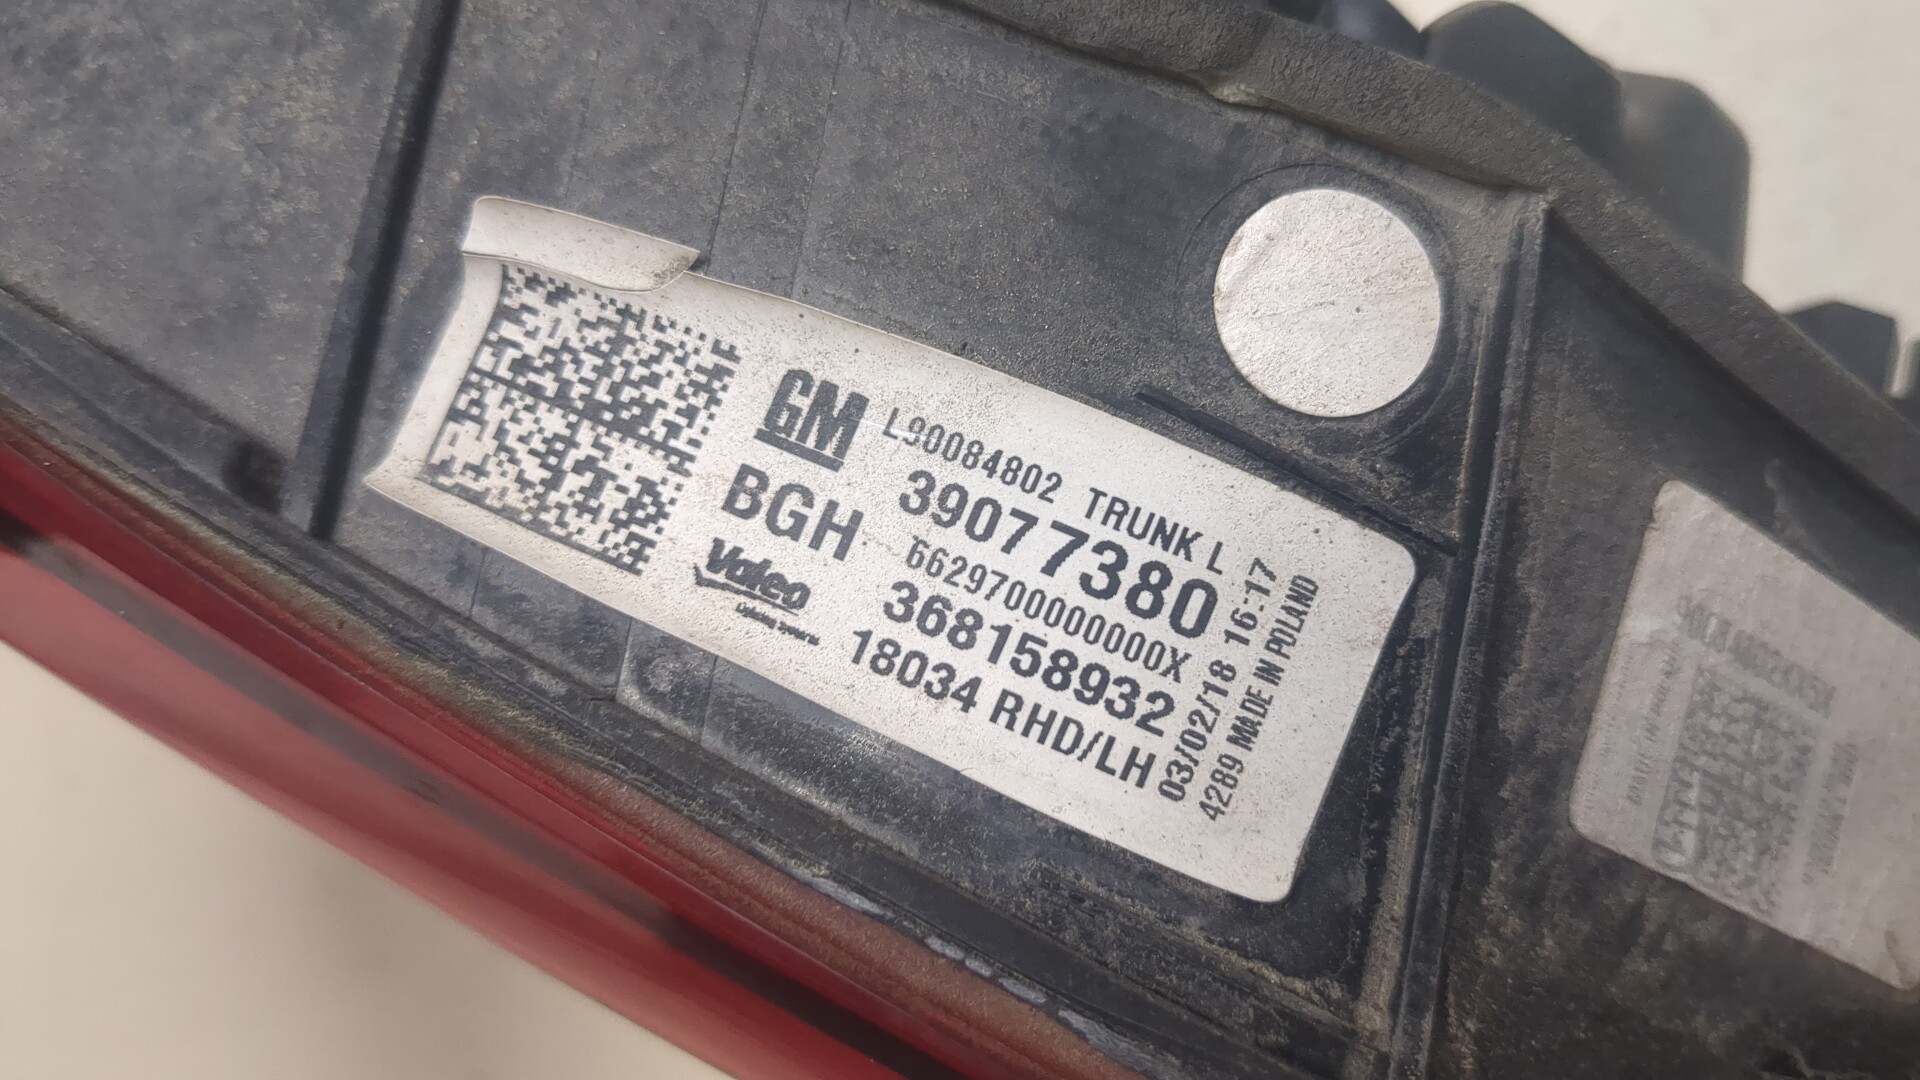 GM L90084802 TRUNK L
BGH 39077380
662970000000000X
Valeo 368158932
18034 RHD/LH
03/02/18 16:17
4289 MADE IN POLAND